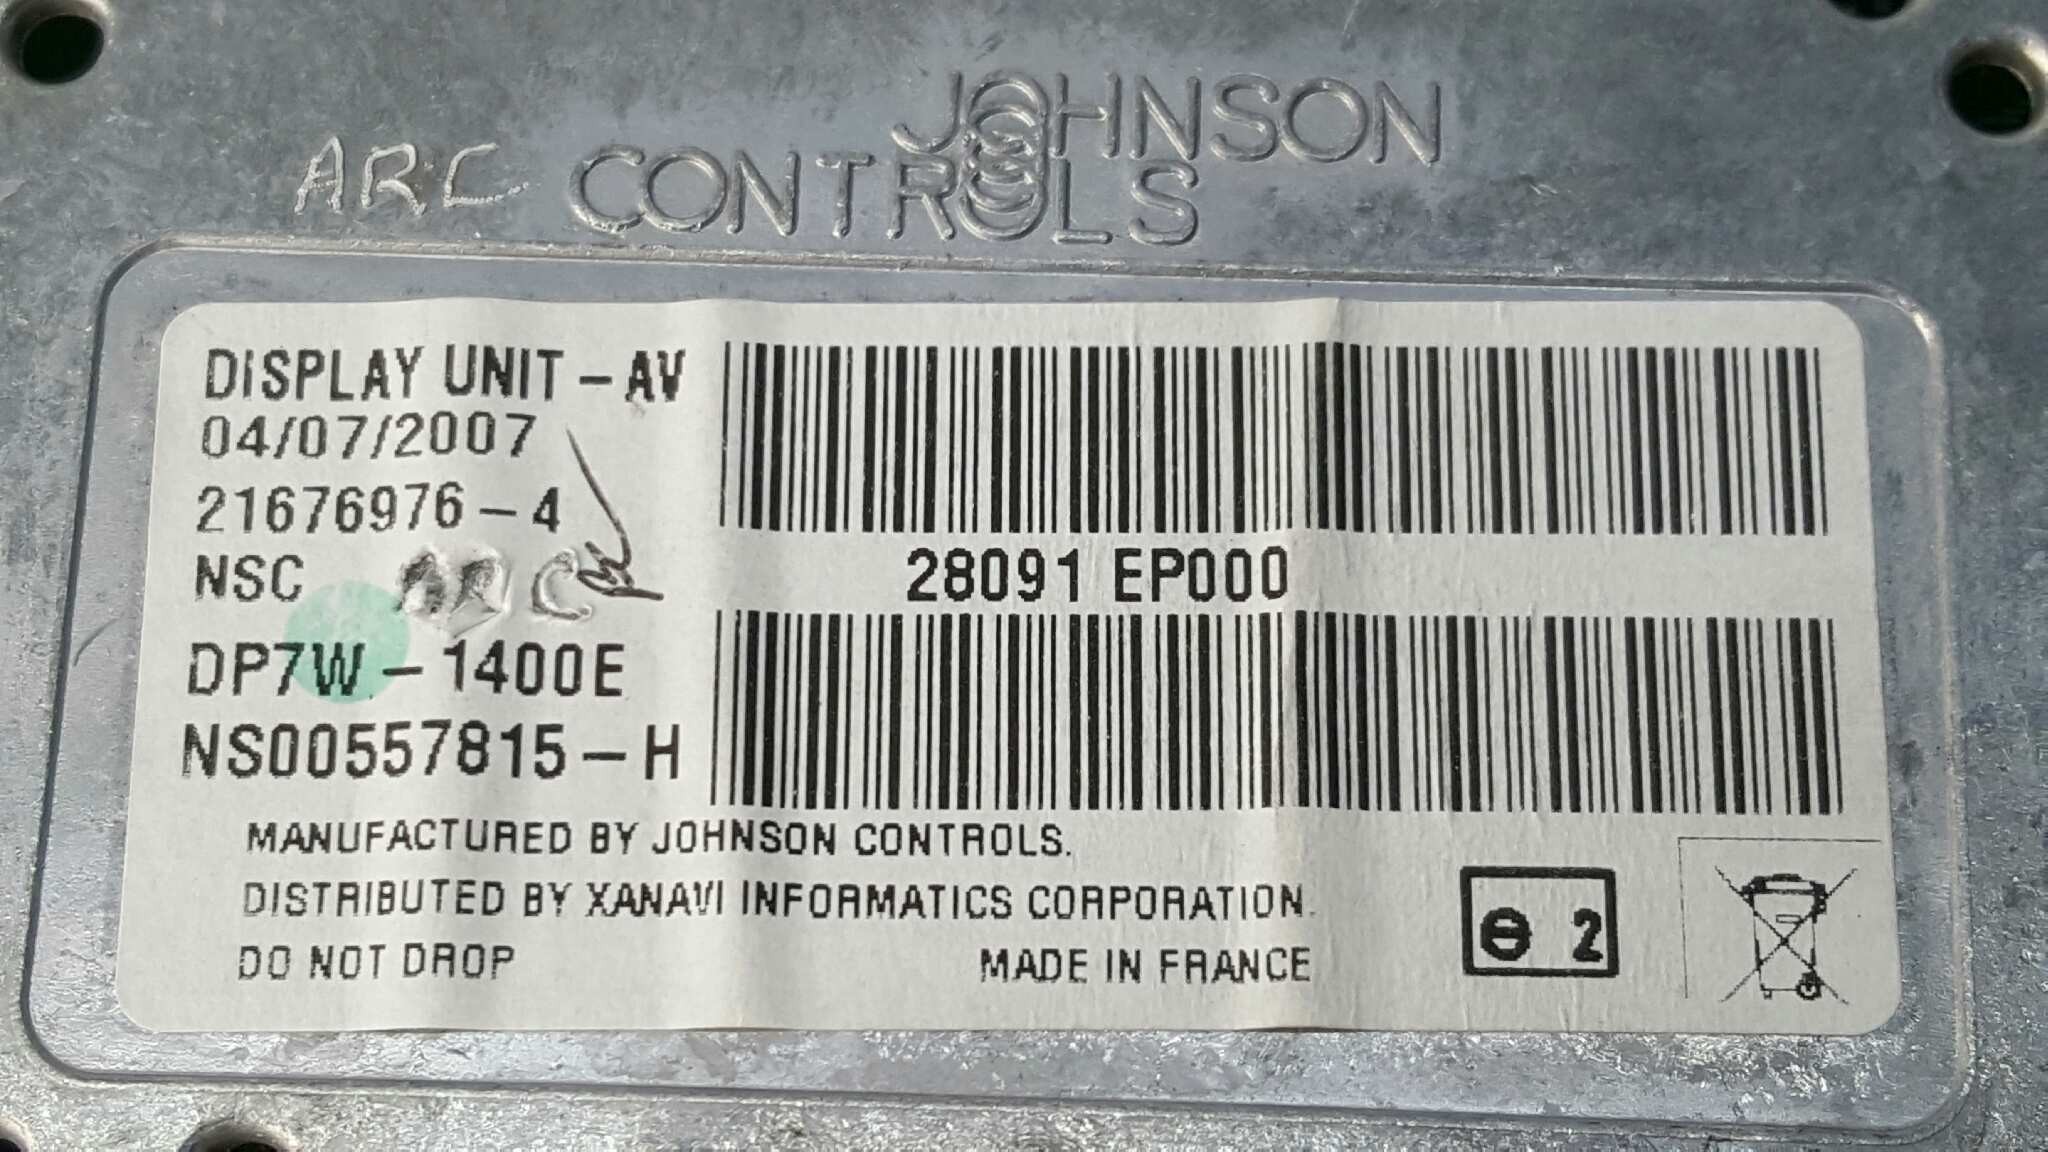 JOHNSON
ARC CONTROLS
DISPLAY UNIT-AV
04/07/2007
21676976-4
NSC ARC
28091 EP000
DP7W-1400E
NS00557815-H
MANUFACTURED BY JOHNSON CONTROLS.
DISTRIBUTED BY XANAVI INFORMATICS CORPORATION.
DO NOT DROP MADE IN FRANCE
2